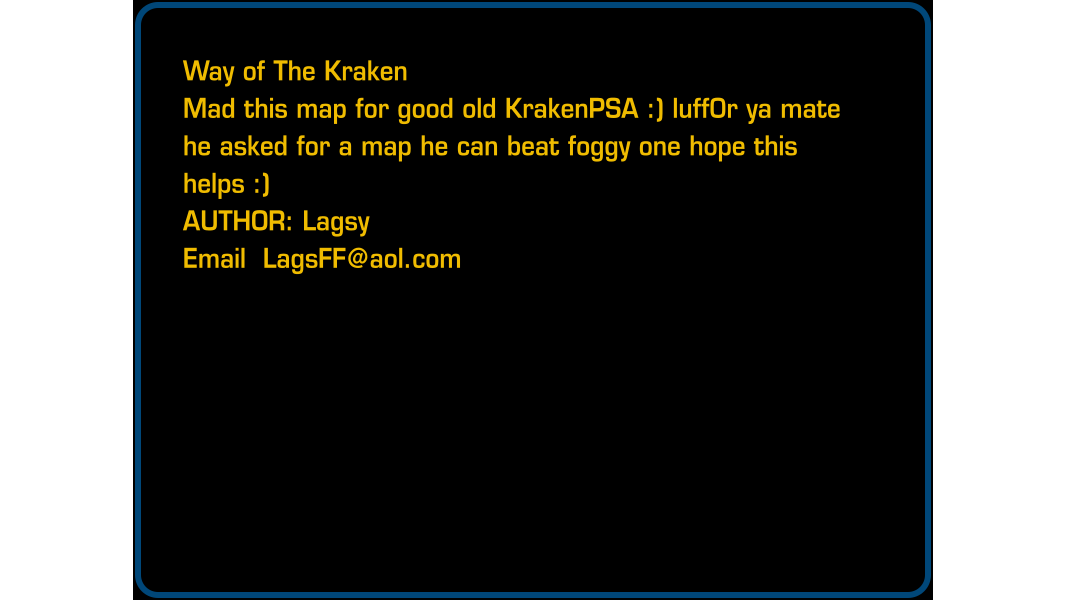 Way of The Kraken
Mad this map for good old KrakenPSA :) luffOr ya mate
he asked for a map he can beat foggy one hope this
helps :)
AUTHOR: Lagsy
Email  LagsFF@aol.com